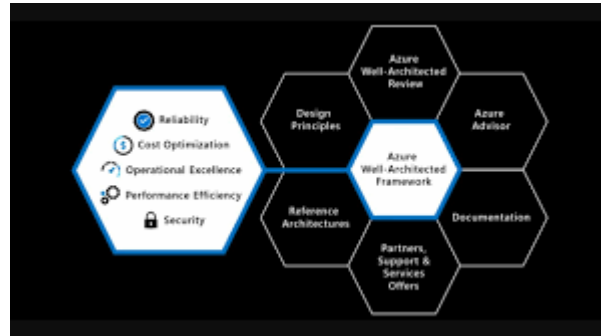 Reliability
Cost Optimization
Operational Excellence
Performance Efficiency
Security
Design
Principles
Azure
Well-Architected
Review
Azure
Advisor
Azure
Well-Architected
Framework
Reference
Architectures
Documentation
Partners,
Support &
Services
Offers